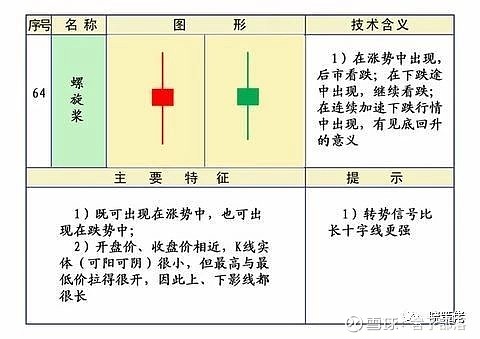 序号 名称 图形 技术含义
64
螺旋桨
1）在涨势中出现，
后市看跌；在下跌途
中出现，继续看跌；
在连续加速下跌行情
中出现，有见底回升
的意义
主要特征 提示
1）既可出现在涨势中，也可出
现在跌势中；
2）开盘价、收盘价相近，K线实
体（可阳可阴）很小，但最高与最
低价拉得很开，因此上、下影线都
很长
1）转势信号比
长十字线更强